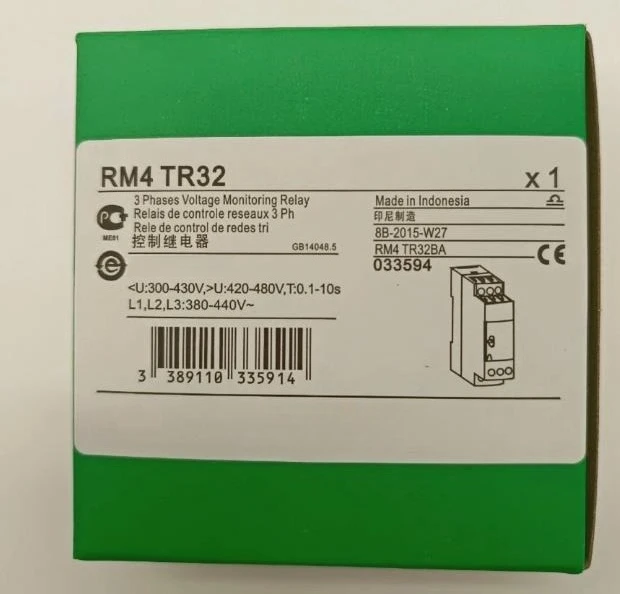 RM4 TR32
x 1
3 Phases Voltage Monitoring Relay
Relais de controle reseaux 3 Ph
Rele de control de redes tri
控制继电器
GB14048.5
ME61
Made in Indonesia
印尼制造
8B-2015-W27
RM4 TR32BA
033594
CE
<U:300-430V,>U:420-480V,T:0.1-10s
L1,L2,L3:380-440V~
3 389110 335914